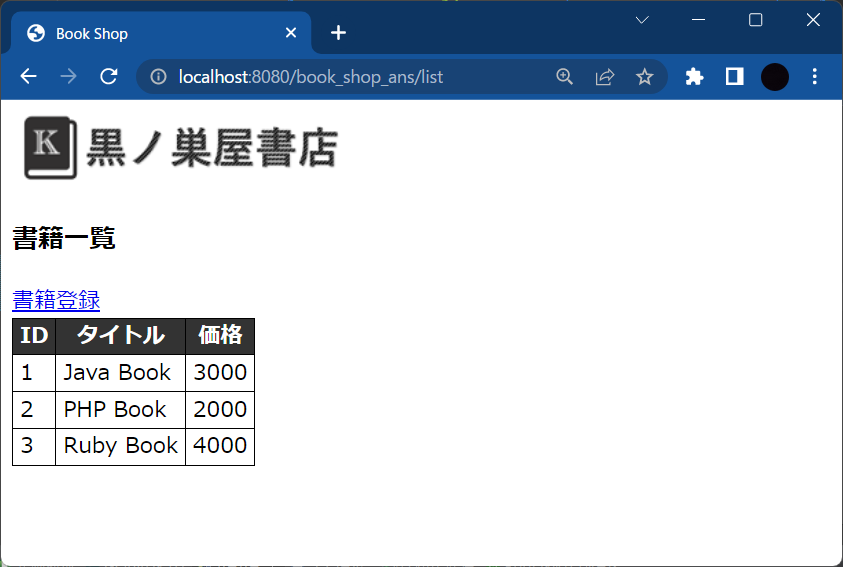 Book Shop
localhost:8080/book_shop_ans/list
K 黒ノ巣屋書店
書籍一覧
書籍登録
ID タイトル 価格
1 Java Book 3000
2 PHP Book 2000
3 Ruby Book 4000